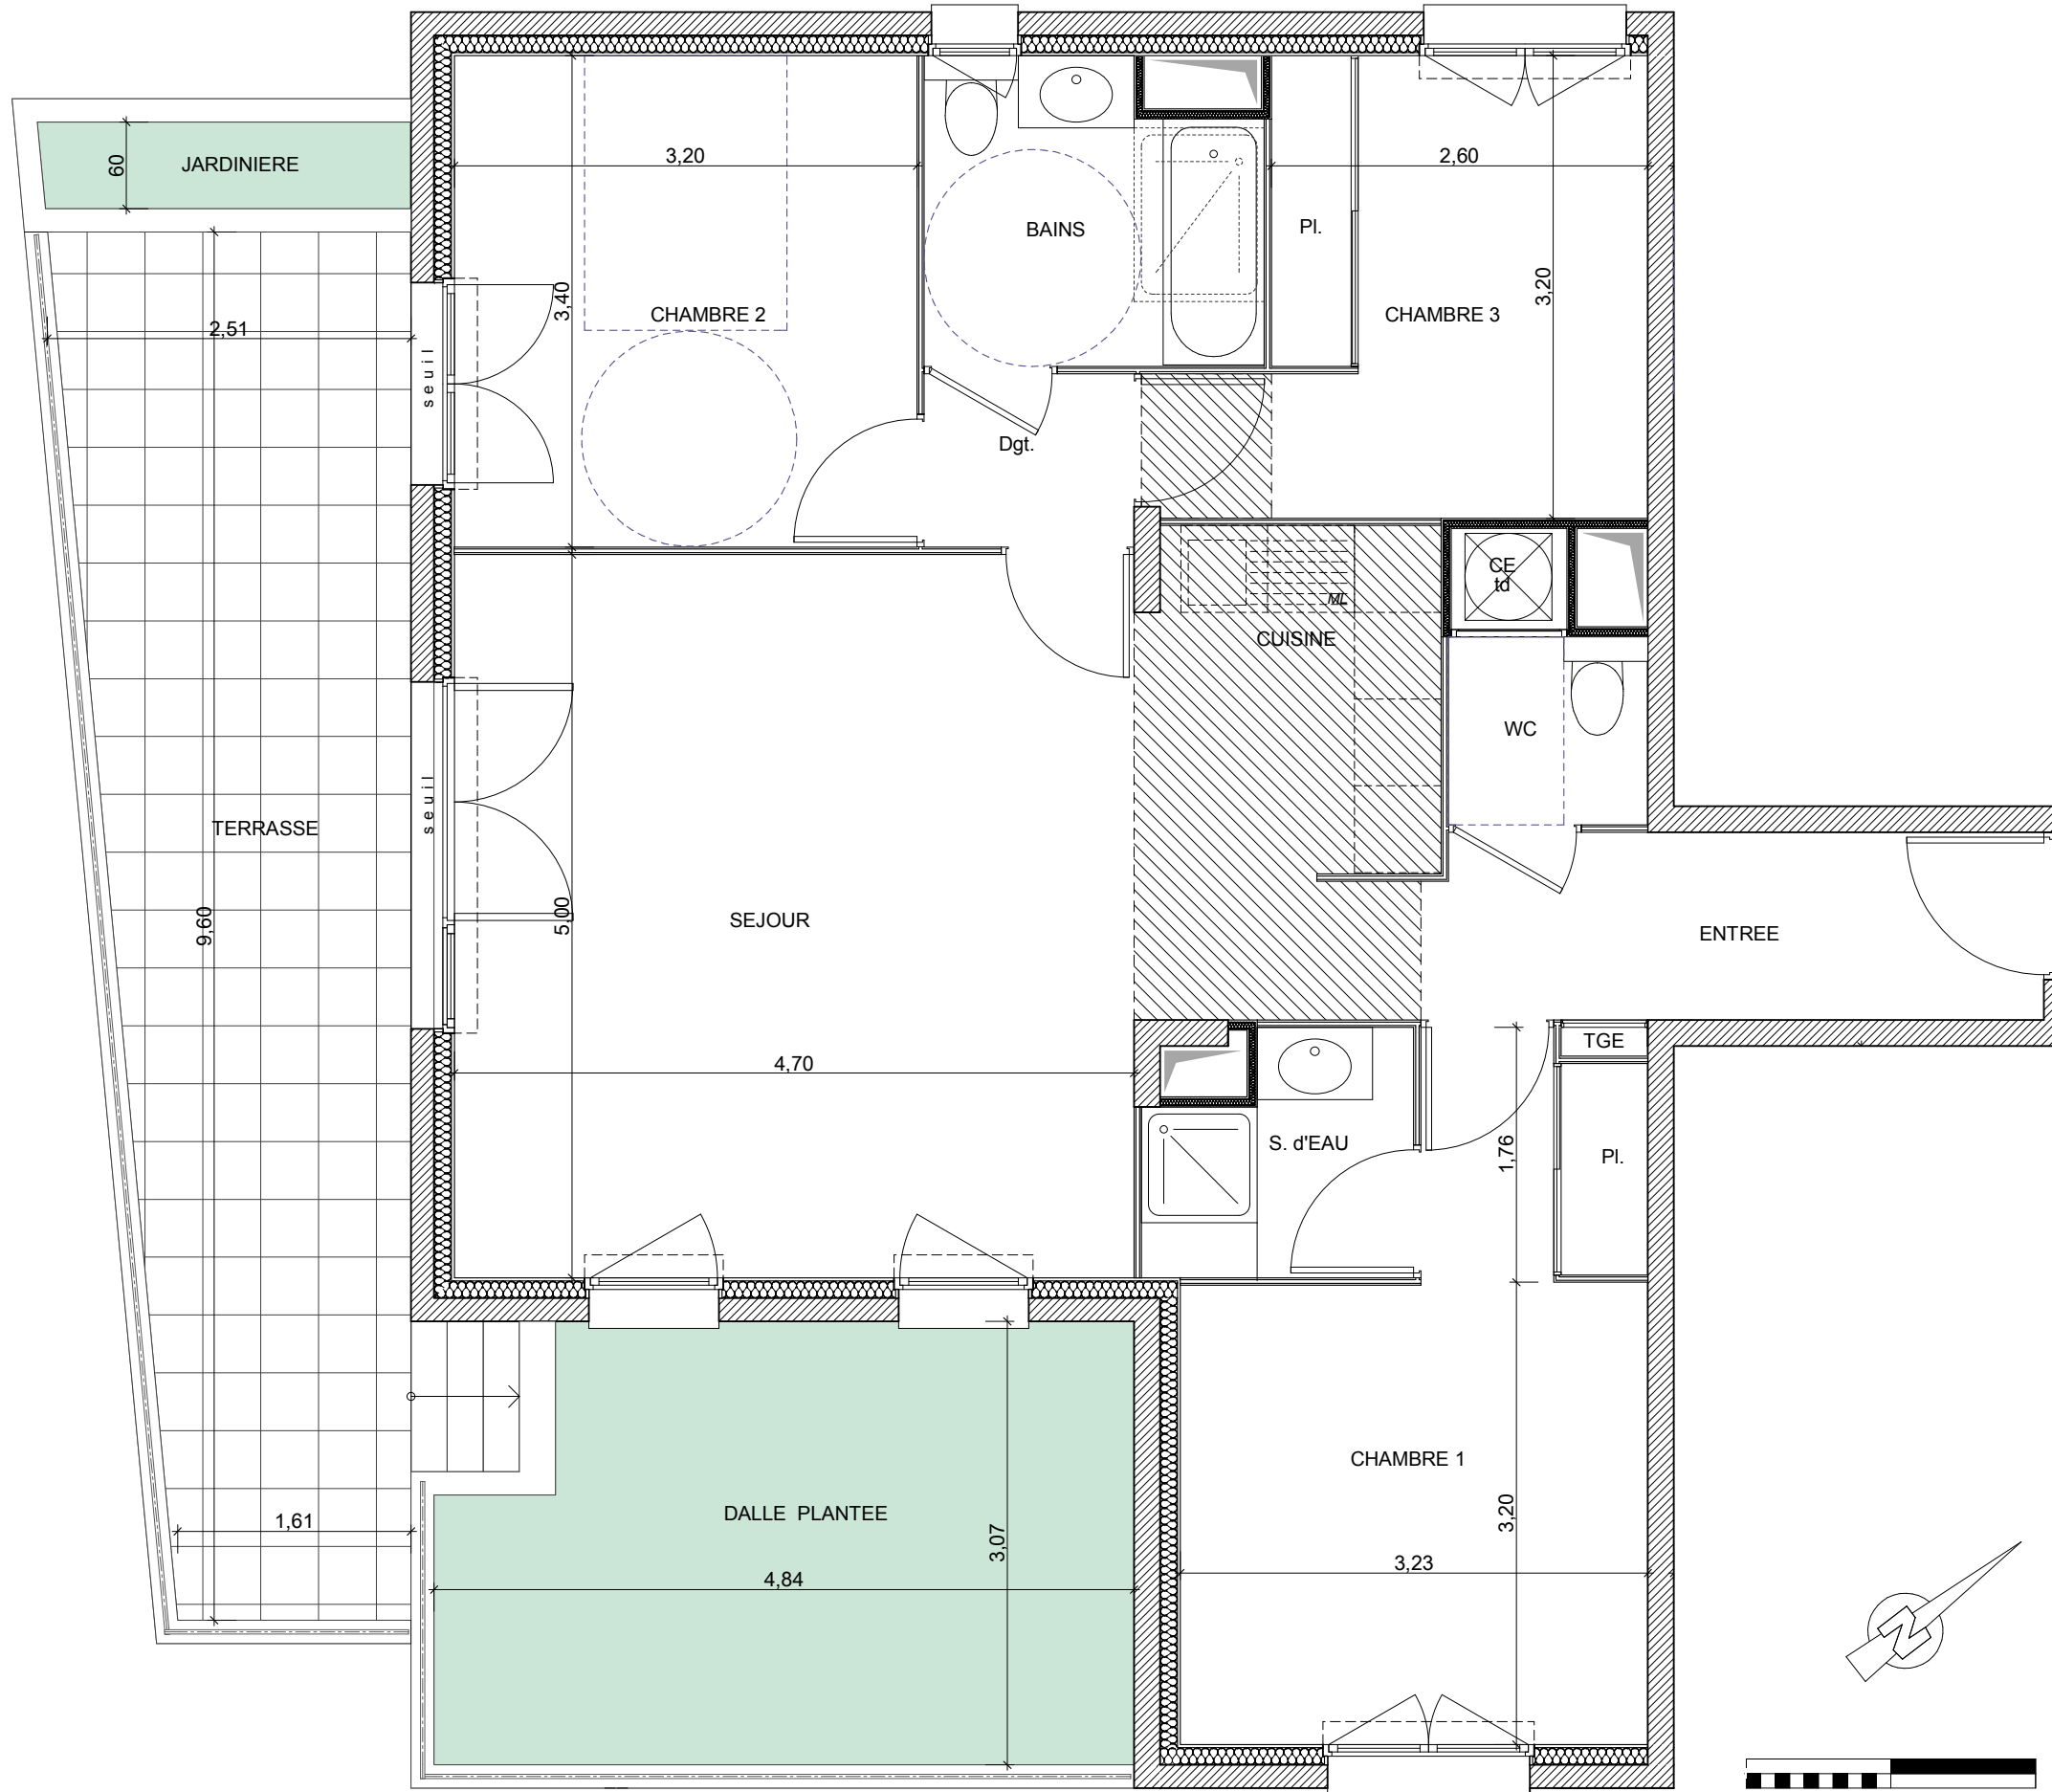 JARDINIERE
60
3,20
2,60
BAINS
Pl.
3,40
CHAMBRE 2
3,20
CHAMBRE 3
2,51
seuil
Dgt.
CE
td
ML
CUISINE
WC
seuil
TERRASSE
9,60
5,00
SEJOUR
ENTREE
TGE
4,70
S. d'EAU
1,76
Pl.
CHAMBRE 1
1,61
DALLE PLANTEE
3,07
3,20
4,84
3,23
N